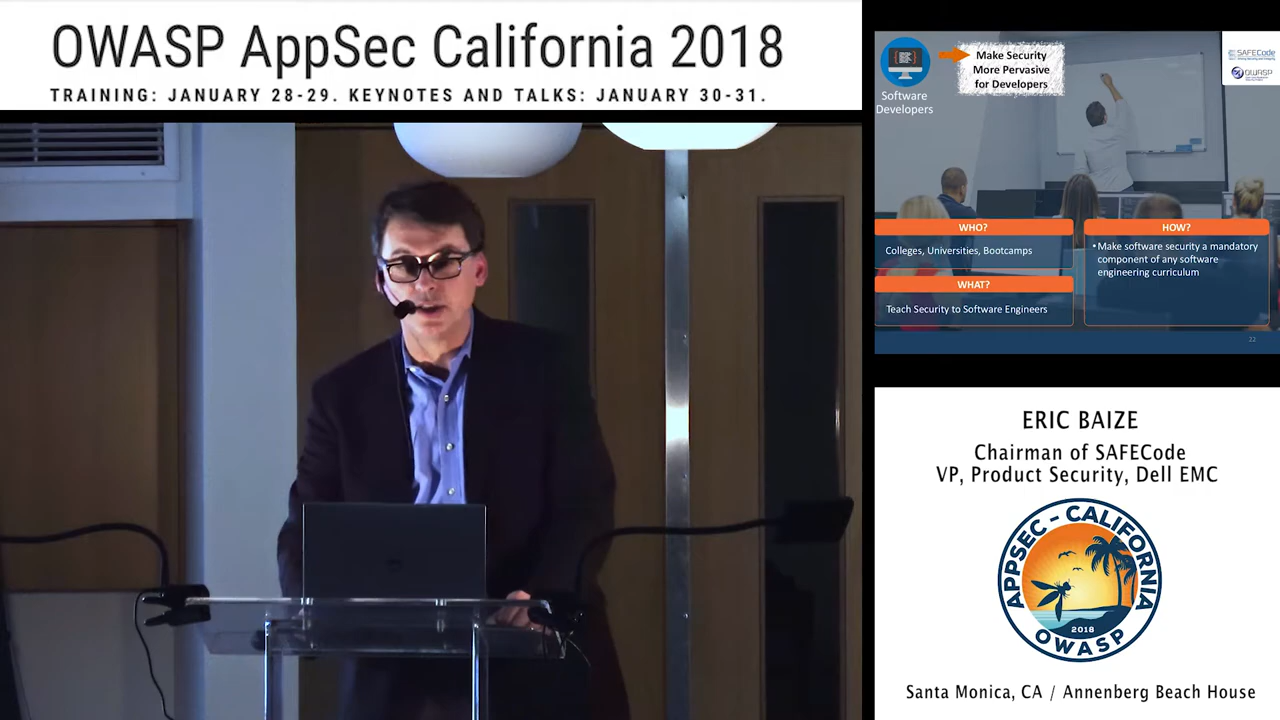 OWASP AppSec California 2018
TRAINING: JANUARY 28-29. KEYNOTES AND TALKS: JANUARY 30-31.
Software
Developers
Make Security
More Pervasive
for Developers
SAFECode
OWASP
WHO?
Colleges, Universities, Bootcamps
WHAT?
Teach Security to Software Engineers
HOW?
•Make software security a mandatory
component of any software
engineering curriculum
22
ERIC BAIZE
Chairman of SAFECode
VP, Product Security, Dell EMC
APPSEC - CALIFORNIA
2018
OWASP
Santa Monica, CA / Annenberg Beach House